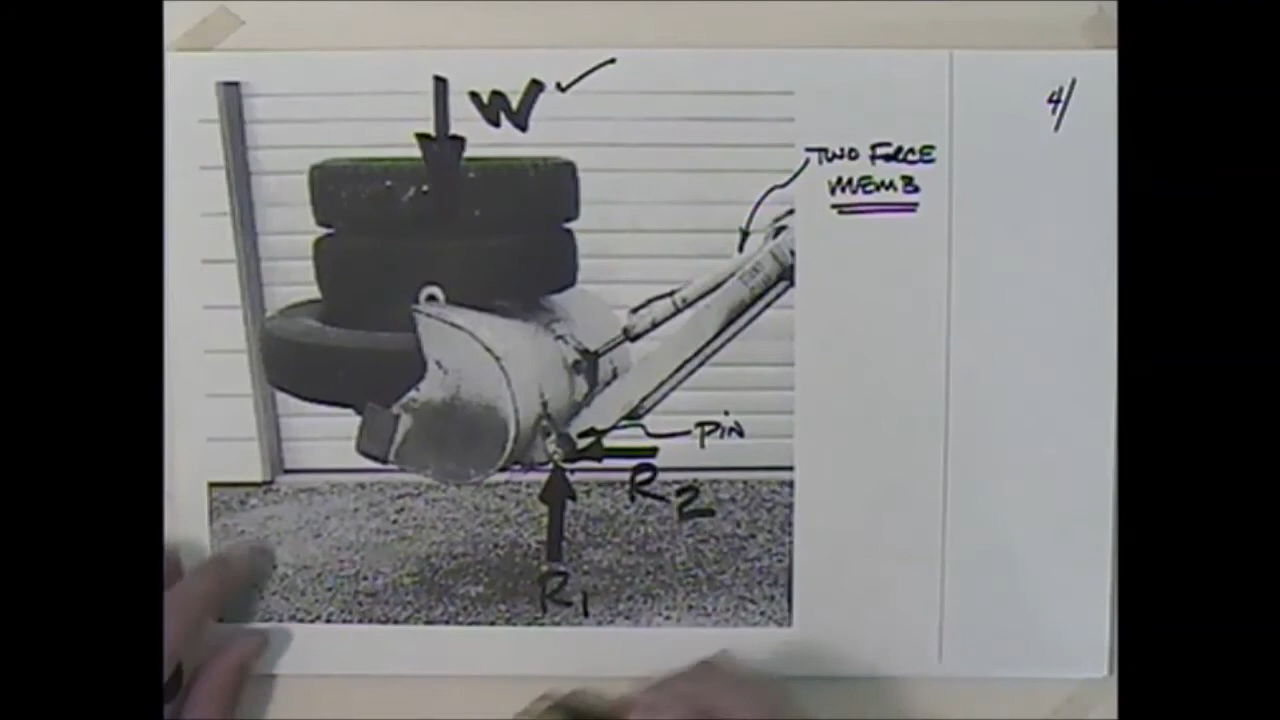 W ✓
4/
TWO FORCE
MEMB
PIN
R2
R1